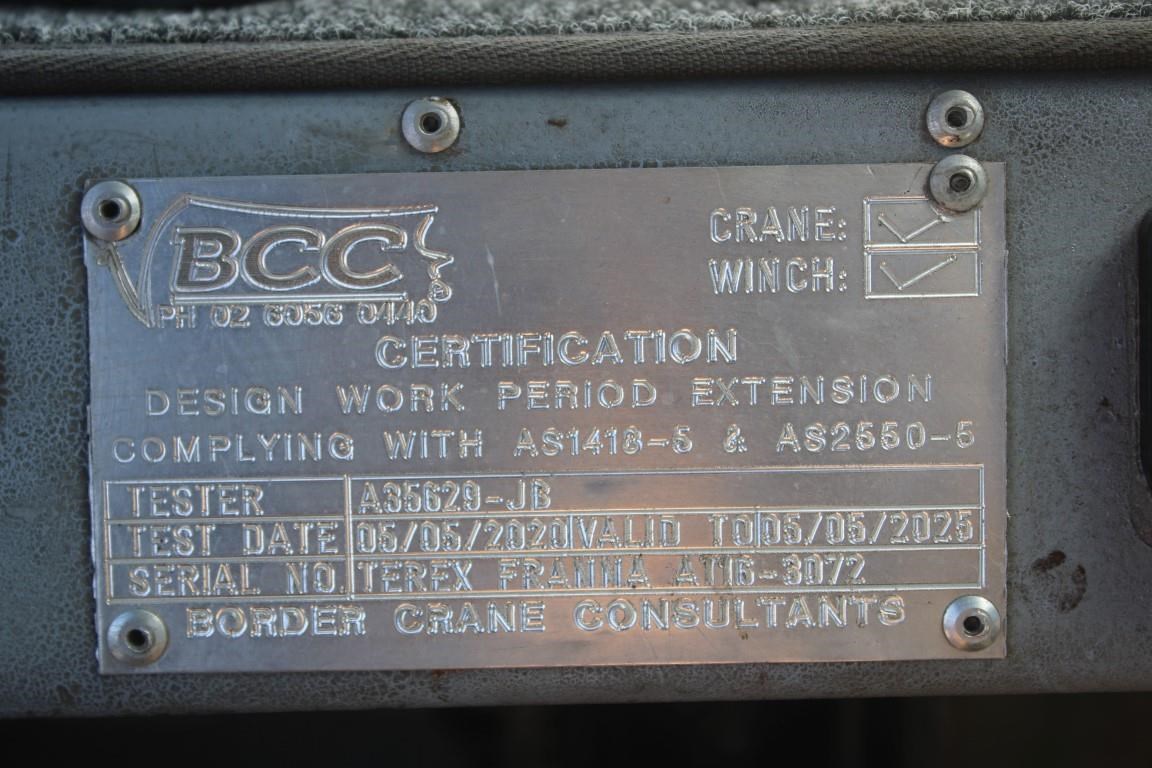 BCC
PH 02 6056 0440
CRANE:
WINCH:
CERTIFICATION
DESIGN WORK PERIOD EXTENSION
COMPLYING WITH AS1418-5 & AS2550-5
TESTER A35629-JB
TEST DATE 05/05/2020 VALID TO 05/05/2025
SERIAL NO. TEREX FRANNA AT16-3072
BORDER CRANE CONSULTANTS